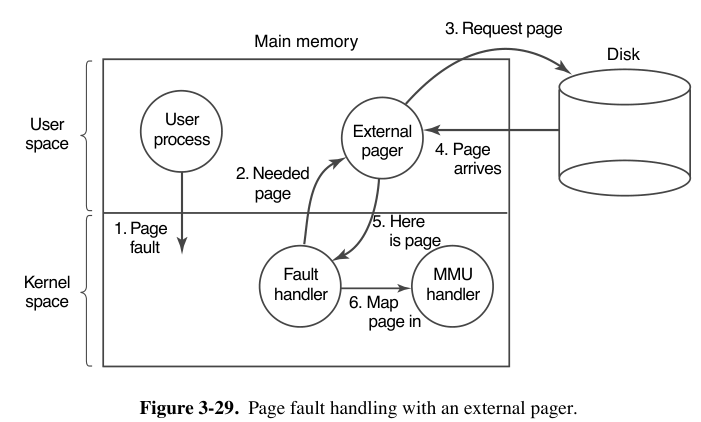 3. Request page
Main memory
Disk
User
space
User
process
External
pager
2. Needed
page
4. Page
arrives
1. Page
fault
5. Here
is page
Kernel
space
Fault
handler
MMU
handler
6. Map
page in
Figure 3-29. Page fault handling with an external pager.